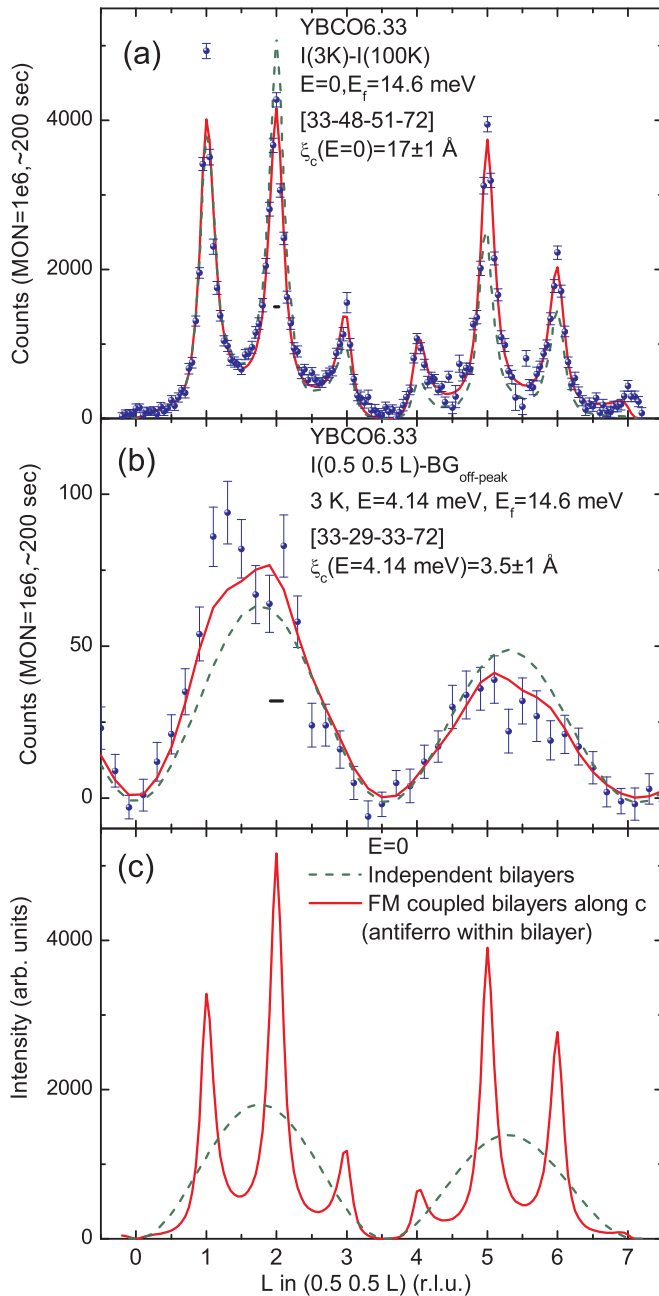 (a)
YBCO6.33
I(3K)-I(100K)
E=0,E_f=14.6 meV
[33-48-51-72]
ξ_c(E=0)=17±1 Å
Counts (MON=1e6,~200 sec)
4000
2000
0
(b)
YBCO6.33
I(0.5 0.5 L)-BG_off-peak
3 K, E=4.14 meV, E_f=14.6 meV
[33-29-33-72]
ξ_c(E=4.14 meV)=3.5±1 Å
Counts (MON=1e6,~200 sec)
100
50
0
(c)
E=0
Independent bilayers
FM coupled bilayers along c
(antiferro within bilayer)
Intensity (arb. units)
4000
2000
0
0 1 2 3 4 5 6 7
L in (0.5 0.5 L) (r.l.u.)